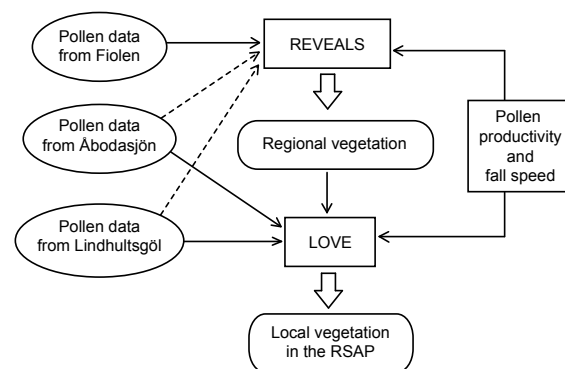 Pollen data
from Fiolen
REVEALS
Pollen data
from Åbodasjön
Regional vegetation
Pollen
productivity
and
fall speed
Pollen data
from Lindhultsgöl
LOVE
Local vegetation
in the RSAP